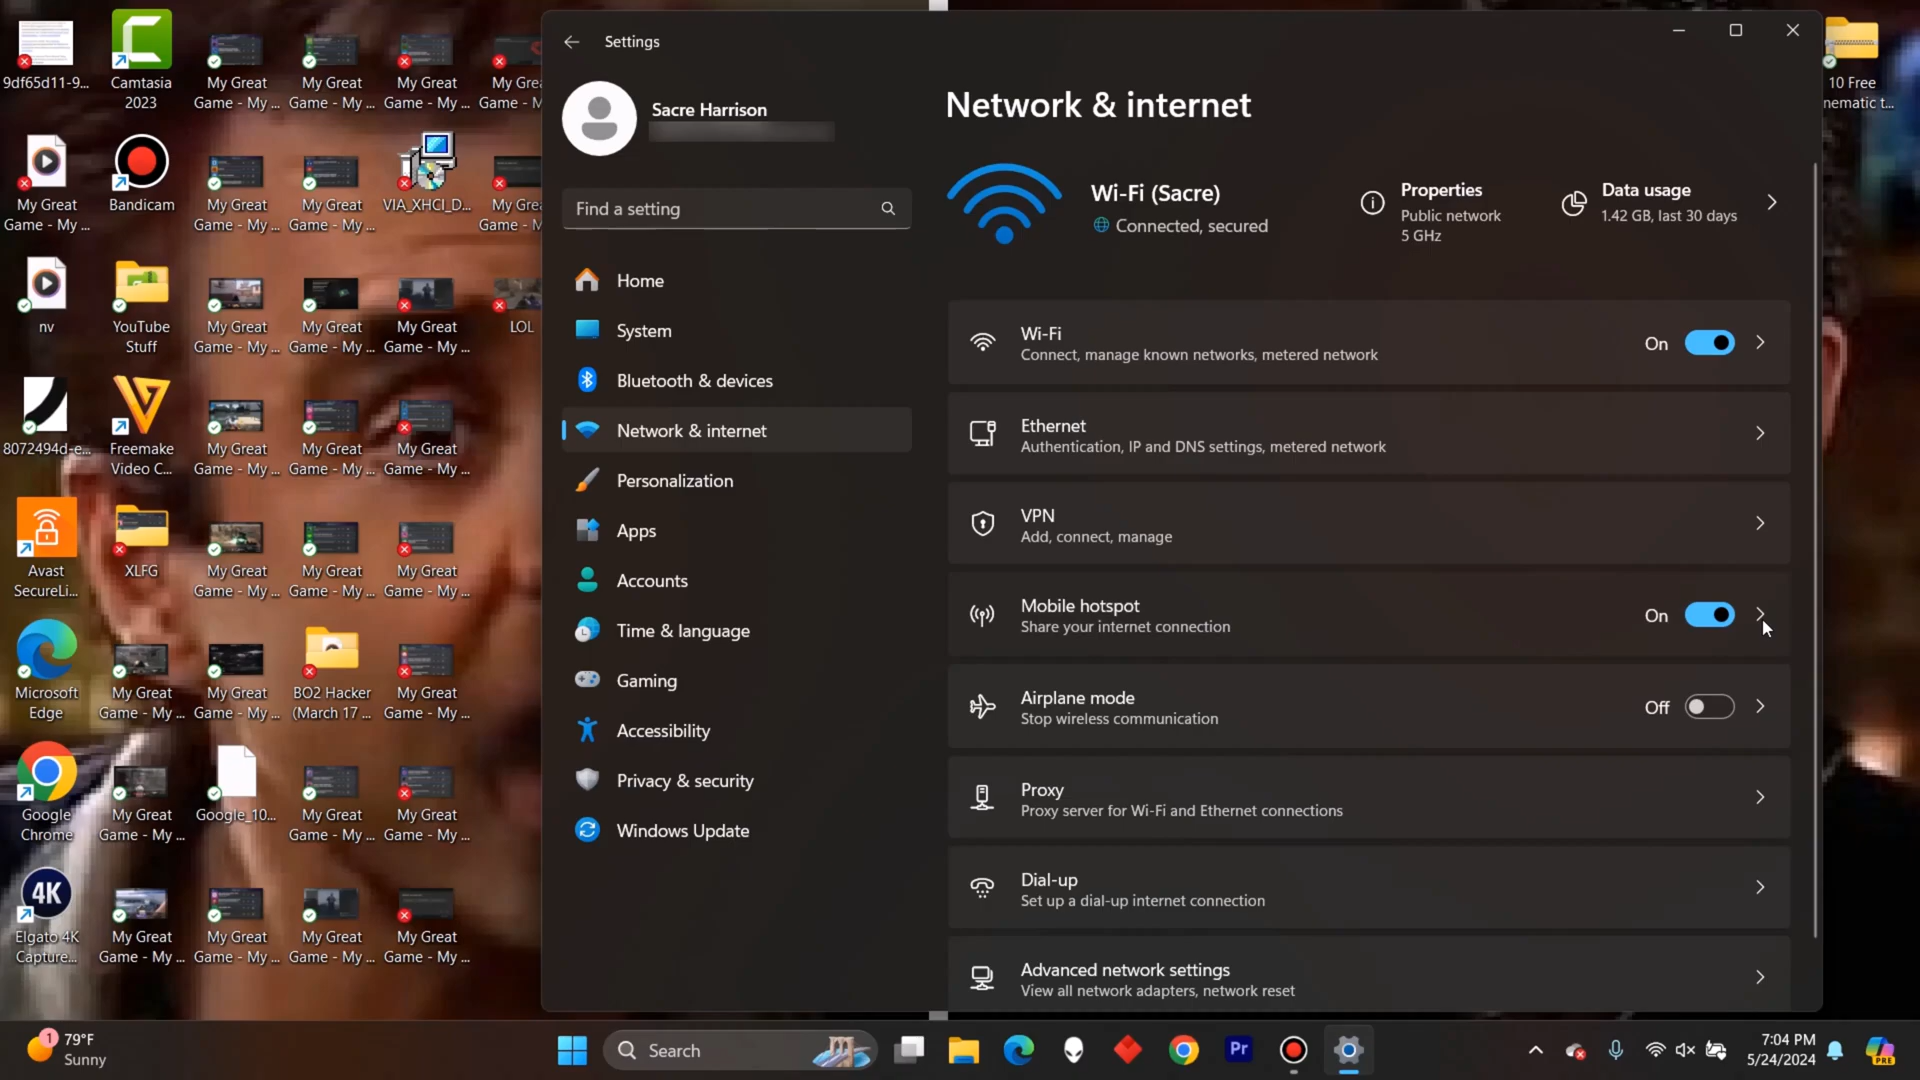 9df65d11-9...
Camtasia
2023
My Great
Game - My ...
My Great
Game - My ...
My Great
Game - My ...
My Grea
Game - M
My Great
Game - My ...
Bandicam
My Great
Game - My ...
My Great
Game - My ...
VIA_XHCI_D...
My Grea
Game - M
nv
YouTube
Stuff
My Great
Game - My ...
My Great
Game - My ...
My Great
Game - My ...
LOL
8072494d-e...
Freemake
Video C...
My Great
Game - My ...
My Great
Game - My ...
My Great
Game - My ...
Avast
SecureLi...
XLFG
My Great
Game - My ...
My Great
Game - My ...
My Great
Game - My ...
Microsoft
Edge
My Great
Game - My ...
My Great
Game - My ...
BO2 Hacker
(March 17 ...
My Great
Game - My ...
Google
Chrome
My Great
Game - My ...
Google_10...
My Great
Game - My ...
My Great
Game - My ...
4K
Elgato 4K
Capture...
My Great
Game - My ...
My Great
Game - My ...
My Great
Game - My ...
My Great
Game - My ...
Settings
Sacre Harrison
Find a setting
Home
System
Bluetooth & devices
Network & internet
Personalization
Apps
Accounts
Time & language
Gaming
Accessibility
Privacy & security
Windows Update
Network & internet
Wi-Fi (Sacre)
Connected, secured
Properties
Public network
5 GHz
Data usage
1.42 GB, last 30 days
Wi-Fi
Connect, manage known networks, metered network
On
Ethernet
Authentication, IP and DNS settings, metered network
VPN
Add, connect, manage
Mobile hotspot
Share your internet connection
On
Airplane mode
Stop wireless communication
Off
Proxy
Proxy server for Wi-Fi and Ethernet connections
Dial-up
Set up a dial-up internet connection
Advanced network settings
View all network adapters, network reset
10 Free
nematic t...
1
79°F
Sunny
Search
Pr
7:04 PM
5/24/2024
PRE